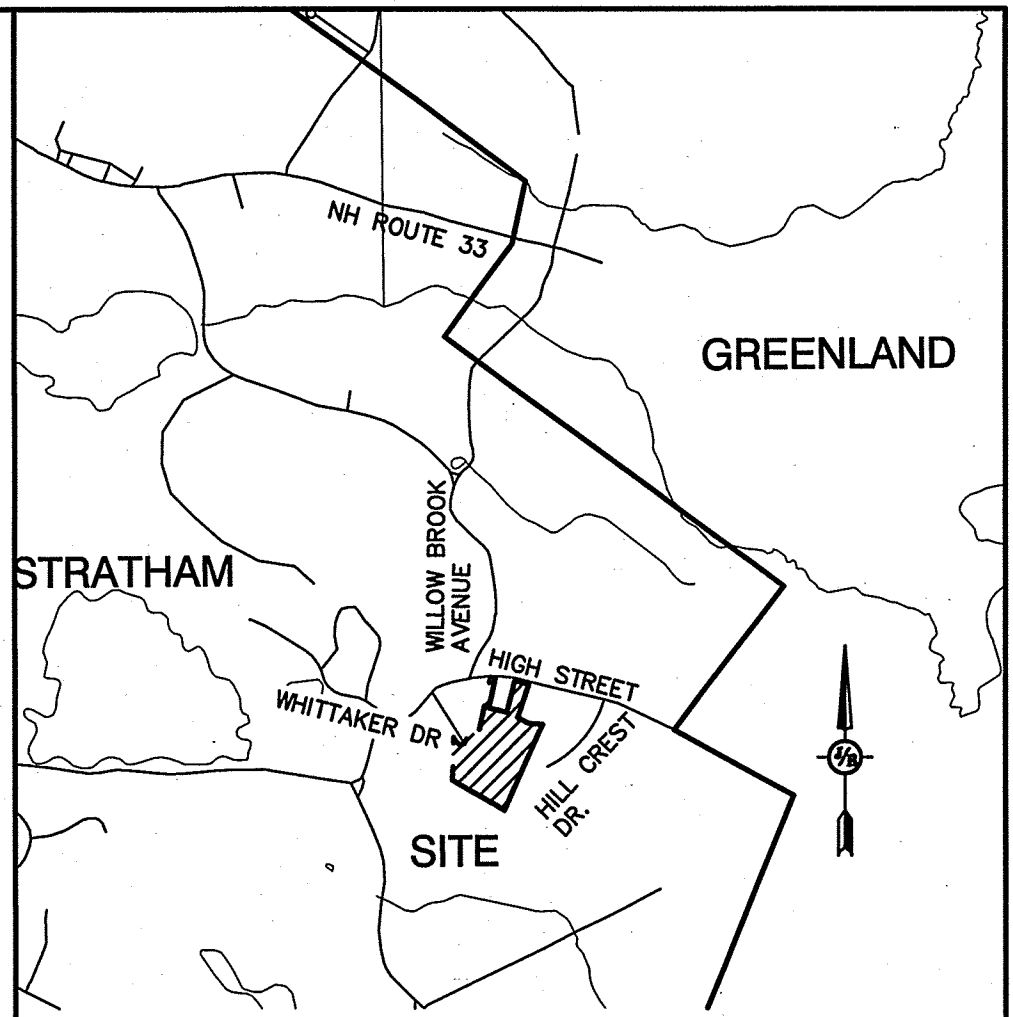 NH ROUTE 33
GREENLAND
WILLOW BROOK
AVENUE
STRATHAM
HIGH STREET
WHITTAKER DR
HILL CREST
DR.
SITE